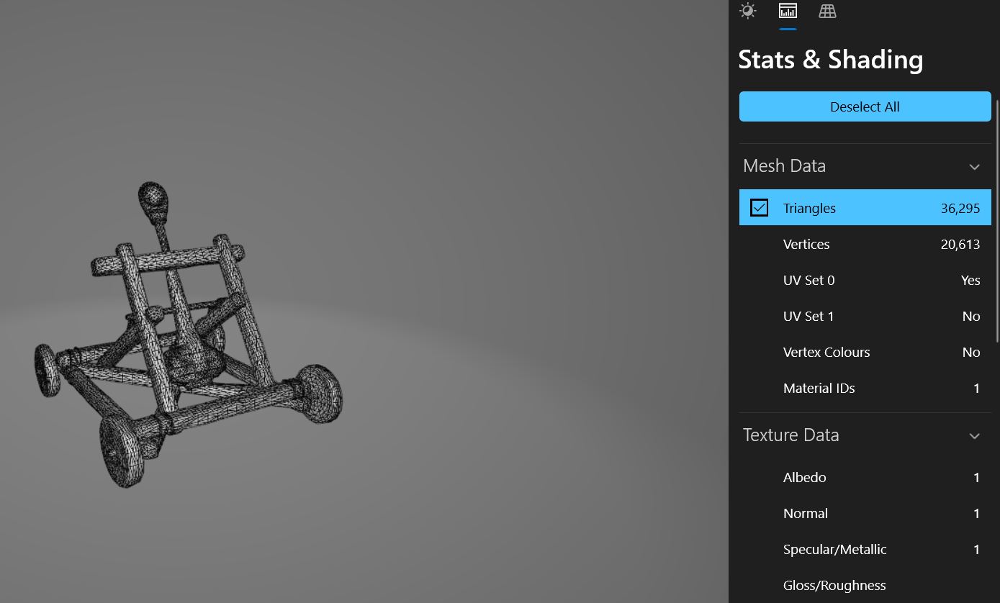 Stats & Shading
Deselect All
Mesh Data
Triangles 36,295
Vertices 20,613
UV Set 0 Yes
UV Set 1 No
Vertex Colours No
Material IDs 1
Texture Data
Albedo 1
Normal 1
Specular/Metallic 1
Gloss/Roughness